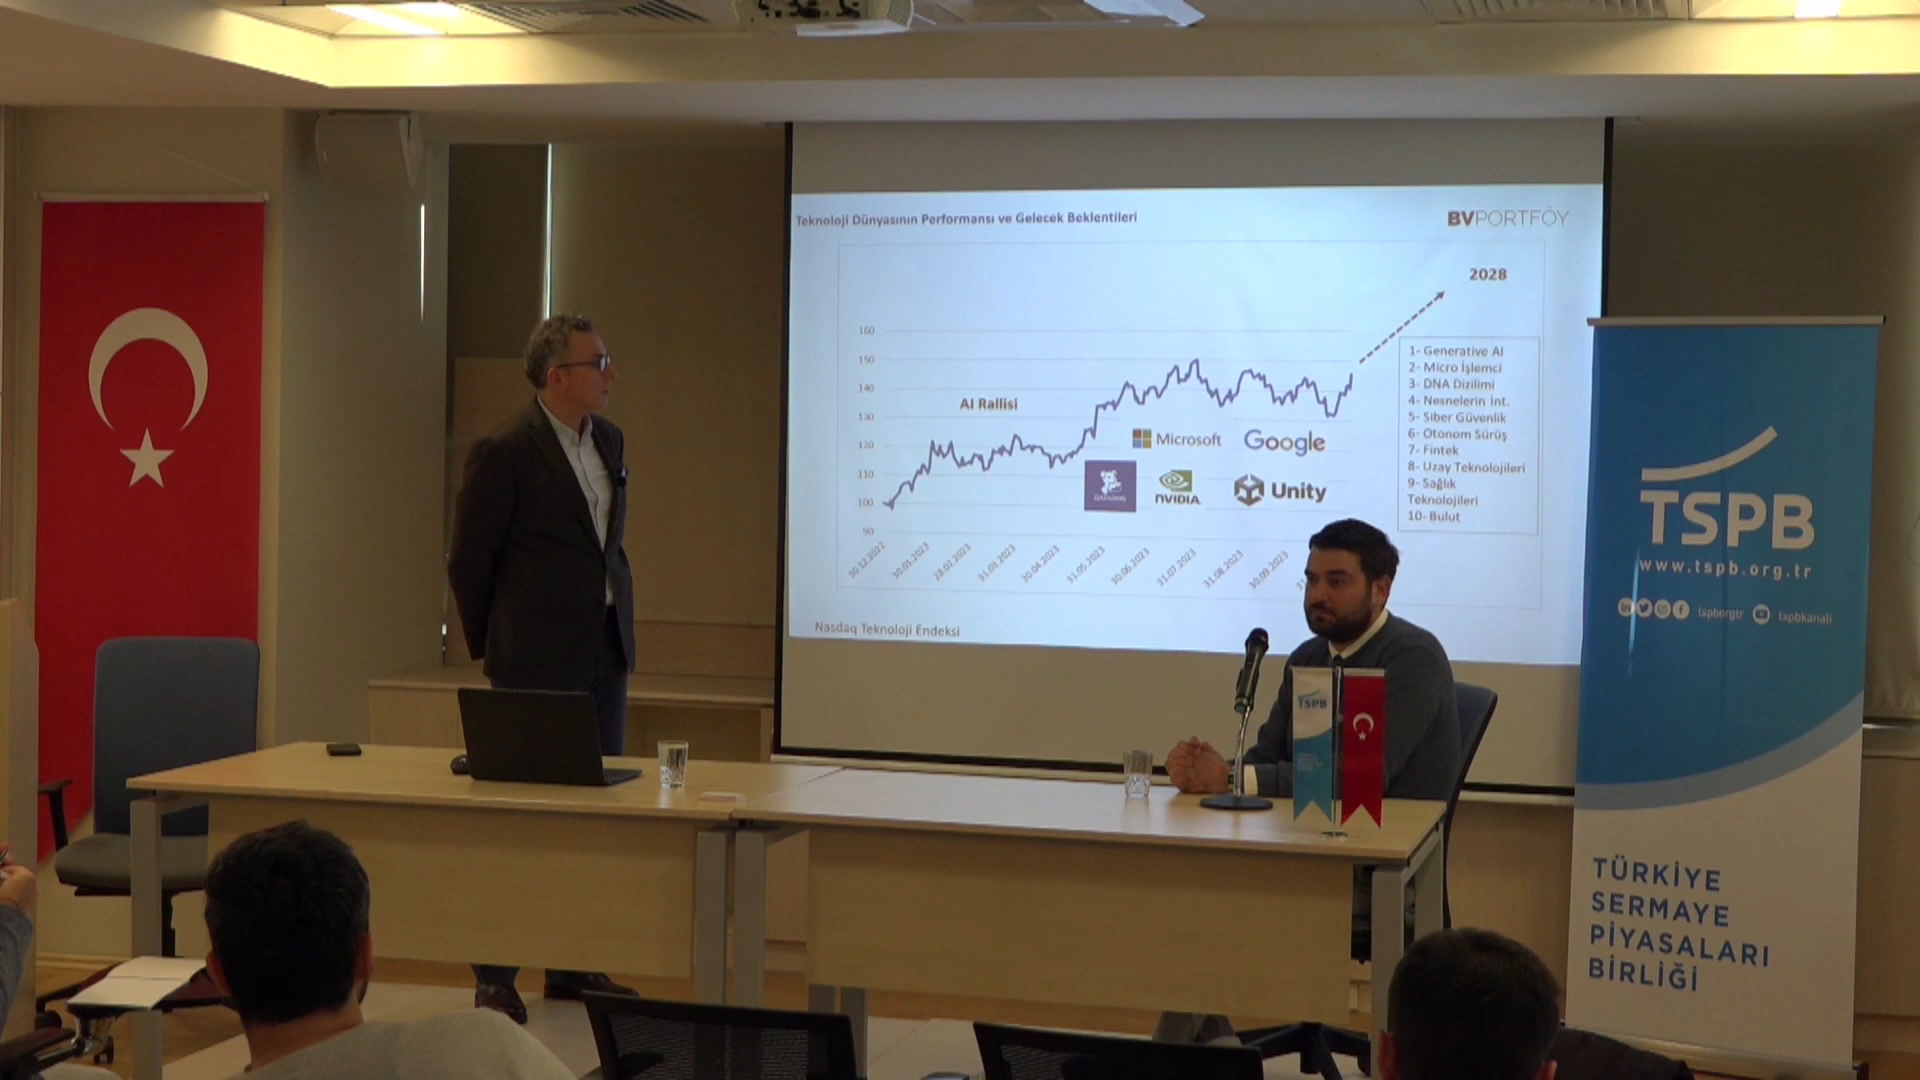 Teknoloji Dünyasının Performansı ve Gelecek Beklentileri
BVPORTFÖY
2028
160
150
140
130
120
110
100
90
AI Rallisi
Microsoft
Google
DATADOG
NVIDIA
Unity
1- Generative AI
2- Micro İşlemci
3- DNA Dizilimi
4- Nesnelerin İnt.
5- Siber Güvenlik
6- Otonom Sürüş
7- Fintek
8- Uzay Teknolojileri
9- Sağlık
Teknolojileri
10- Bulut
30.12.2022
30.01.2023
28.02.2023
31.03.2023
30.04.2023
31.05.2023
30.06.2023
31.07.2023
31.08.2023
30.09.2023
Nasdaq Teknoloji Endeksi
TSPB
TSPB
www.tspb.org.tr
tspborgtr
tspbkanali
TÜRKİYE
SERMAYE
PİYASALARI
BİRLİĞİ